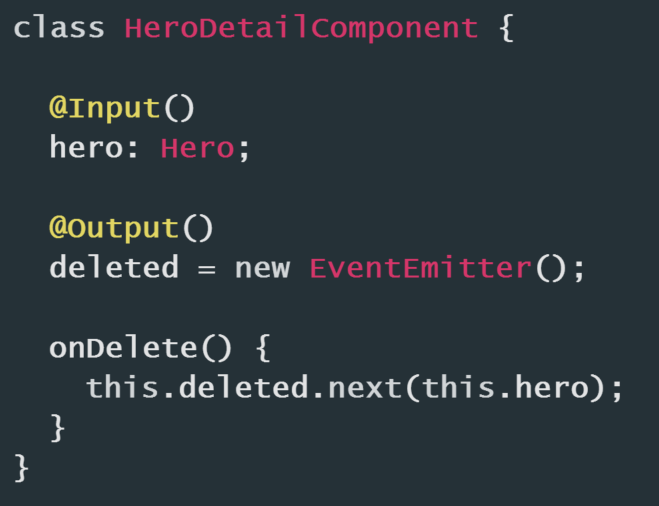 class HeroDetailComponent {
@Input()
hero: Hero;
@Output()
deleted = new EventEmitter();
onDelete() {
this.deleted.next(this.hero);
}
}